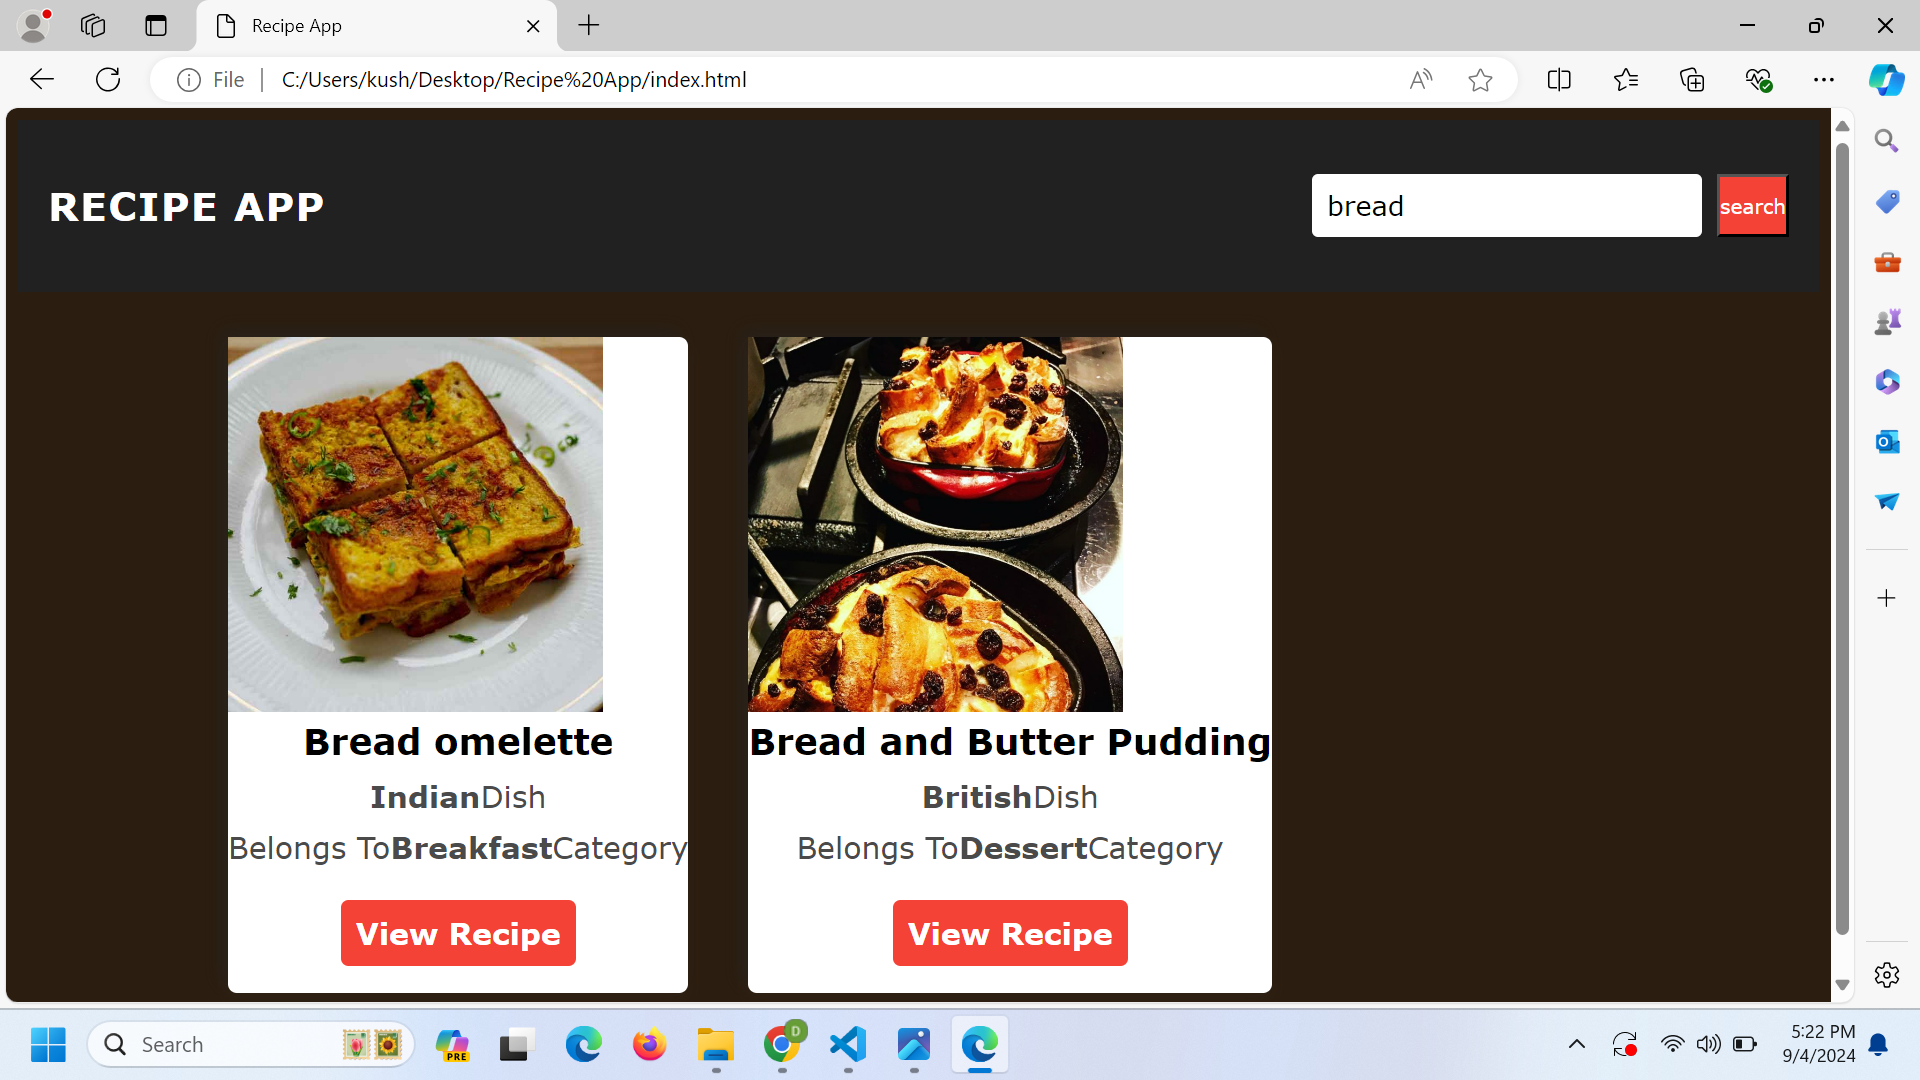 Recipe App
File
C:/Users/kush/Desktop/Recipe%20App/index.html
RECIPE APP
bread
search
Bread omelette
IndianDish
Belongs ToBreakfastCategory
View Recipe
Bread and Butter Pudding
BritishDish
Belongs ToDessertCategory
View Recipe
Search
PRE
D
5:22 PM
9/4/2024